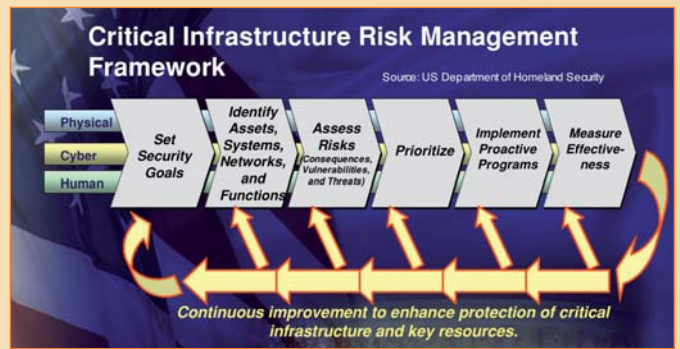 Critical Infrastructure Risk Management
Framework
Source: US Department of Homeland Security
Physical
Cyber
Human
Set
Security
Goals
Identify
Assets,
Systems,
Networks,
and
Functions
Assess
Risks
(Consequences,
Vulnerabilities,
and Threats)
Prioritize
Implement
Proactive
Programs
Measure
Effective-
ness
Continuous improvement to enhance protection of critical
infrastructure and key resources.